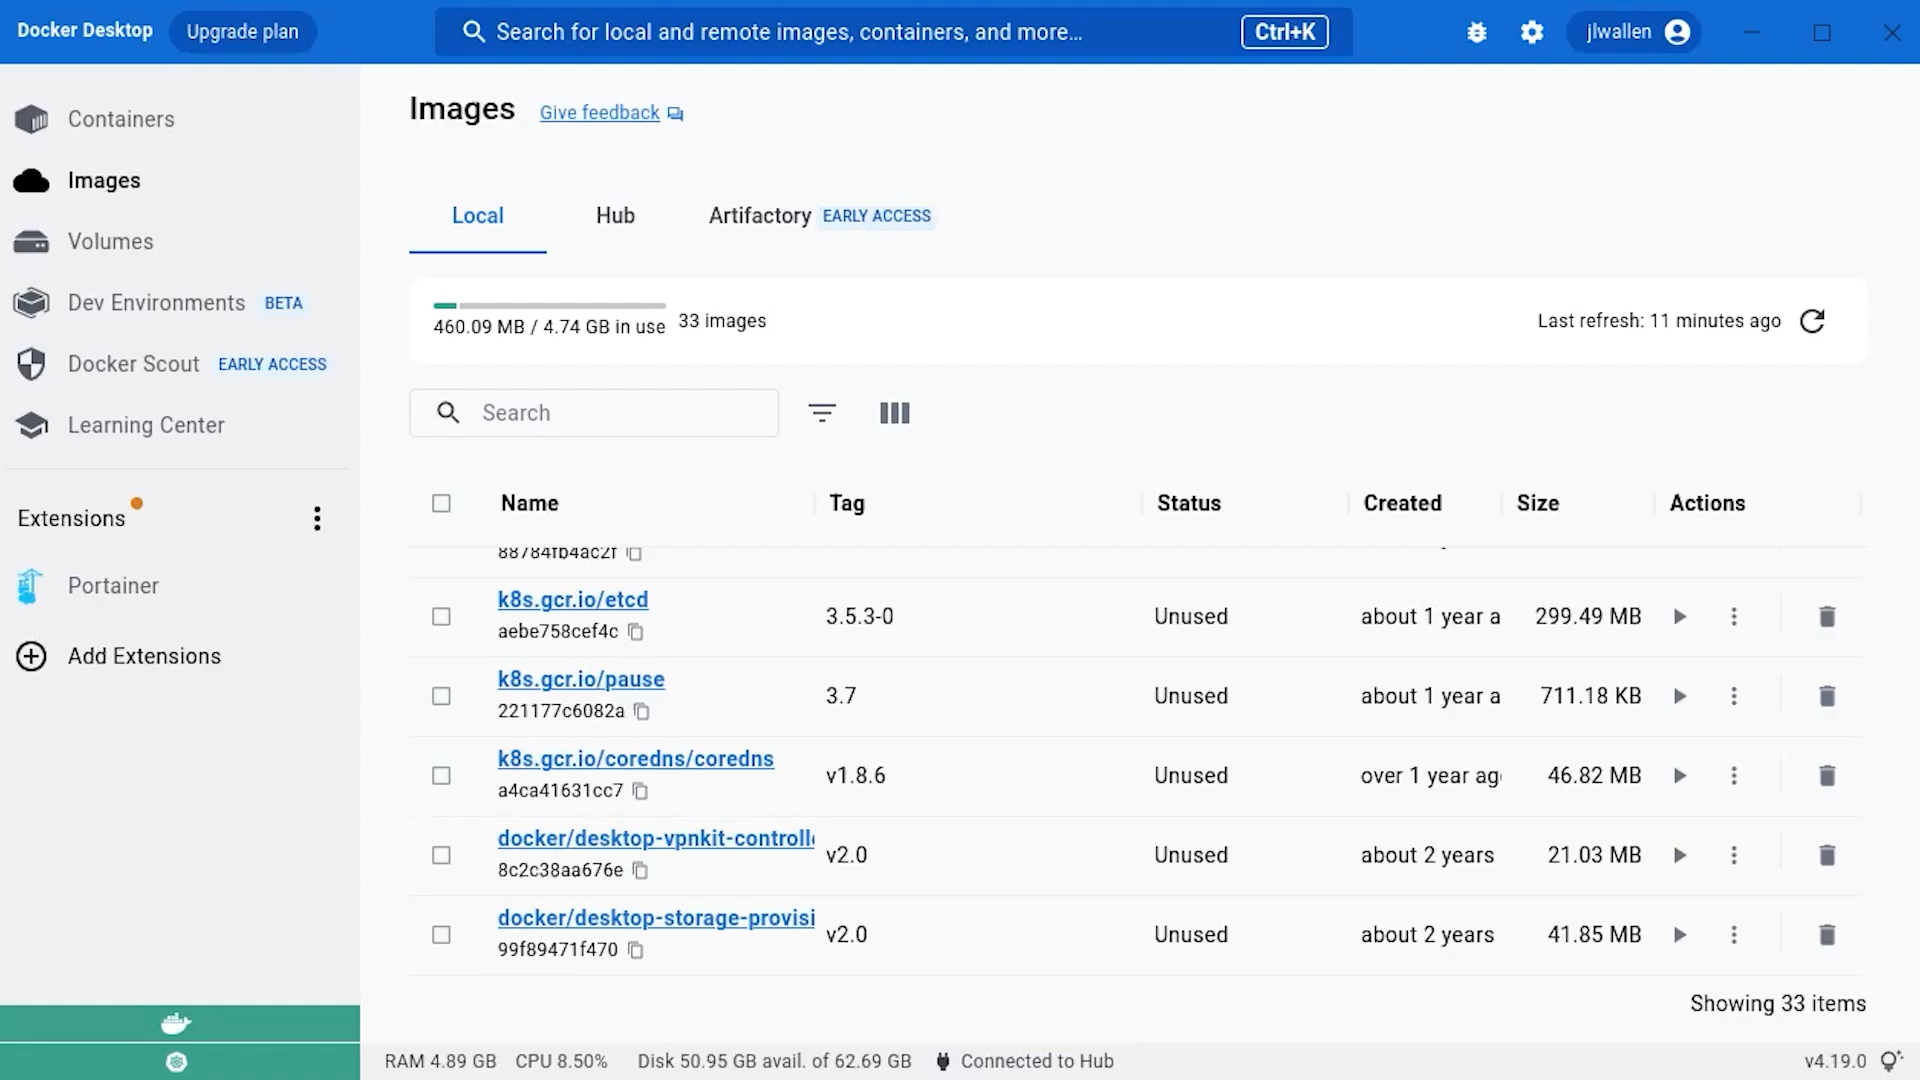 Docker Desktop
Upgrade plan
Search for local and remote images, containers, and more...
Ctrl+K
jlwallen
Containers
Images
Volumes
Dev Environments BETA
Docker Scout EARLY ACCESS
Learning Center
Extensions
Portainer
Add Extensions
Images
Give feedback
Local
Hub
Artifactory EARLY ACCESS
460.09 MB / 4.74 GB in use
33 images
Last refresh: 11 minutes ago
Search
Name Tag Status Created Size Actions
88784fb4ac2f
k8s.gcr.io/etcd
aebe758cef4c
3.5.3-0 Unused about 1 year a 299.49 MB
k8s.gcr.io/pause
221177c6082a
3.7 Unused about 1 year a 711.18 KB
k8s.gcr.io/coredns/coredns
a4ca41631cc7
v1.8.6 Unused over 1 year ag 46.82 MB
docker/desktop-vpnkit-controll
8c2c38aa676e
v2.0 Unused about 2 years 21.03 MB
docker/desktop-storage-provisi
99f89471f470
v2.0 Unused about 2 years 41.85 MB
Showing 33 items
RAM 4.89 GB CPU 8.50% Disk 50.95 GB avail. of 62.69 GB Connected to Hub
v4.19.0